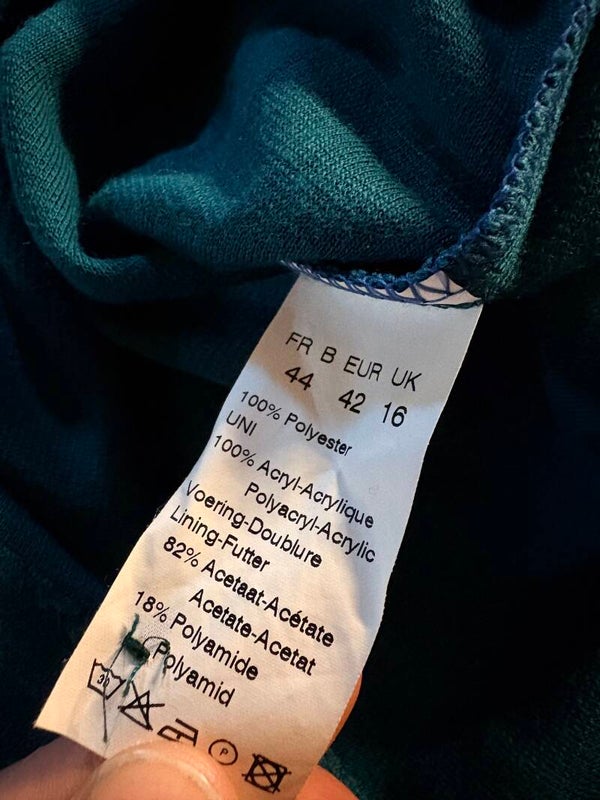 FR B EUR UK
44 42 16
100% Polyester
UNI
100% Acryl-Acrylique
Polyacryl-Acrylic
Voering-Doublure
Lining-Futter
82% Acetaat-Acétate
Acetate-Acetat
18% Polyamide
Polyamid
30
P